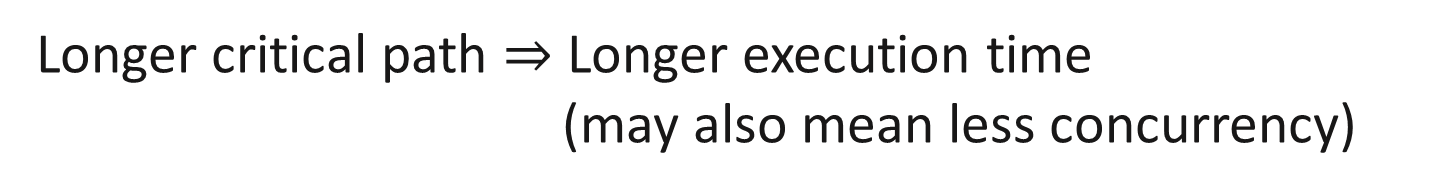 Longer critical path ⇒ Longer execution time
(may also mean less concurrency)